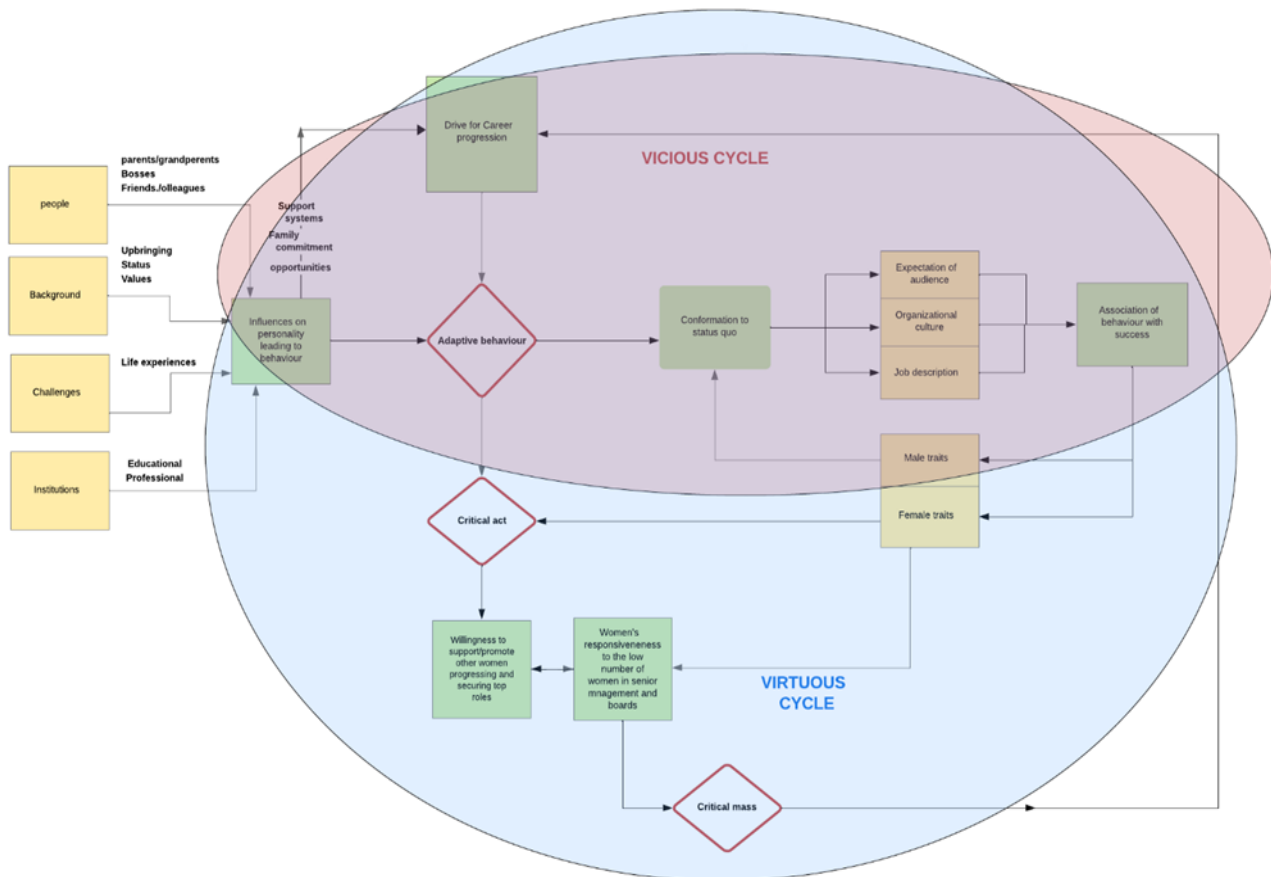 people
parents/grandperents
Bosses
Friends./olleagues
Background
Upbringing
Status
Values
Challenges
Life experiences
Institutions
Educational
Professional
Influences on
personality
leading to
behaviour
Support
systems
Family
commitment
opportunities
Drive for Career
progression
VICIOUS CYCLE
Adaptive behaviour
Conformation to
status quo
Expectation of
audience
Organizational
culture
Job description
Association of
behaviour with
success
Male traits
Female traits
Critical act
Willingness to
support/promote
other women
progressing and
securing top
roles
Women's
responsiveness
to the low
number of
women in senior
mnagement and
boards
VIRTUOUS
CYCLE
Critical mass